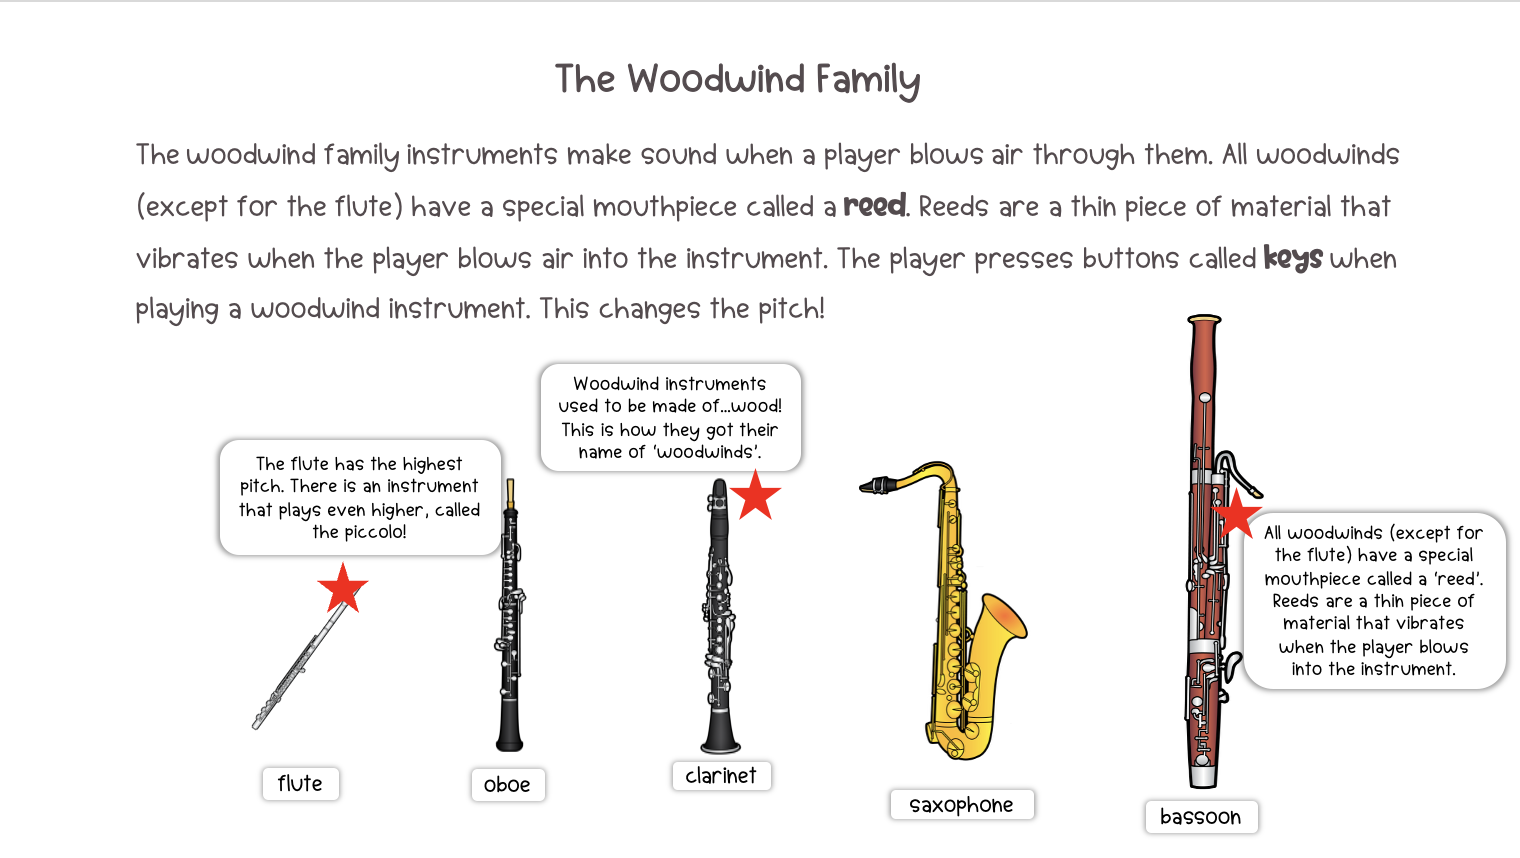 The Woodwind Family
The woodwind family instruments make sound when a player blows air through them. All woodwinds
(except for the flute) have a special mouthpiece called a reed. Reeds are a thin piece of material that
vibrates when the player blows air into the instrument. The player presses buttons called keys when
playing a woodwind instrument. This changes the pitch!
Woodwind instruments
used to be made of...wood!
This is how they got their
name of 'woodwinds'.
The flute has the highest
pitch. There is an instrument
that plays even higher, called
the piccolo!
All woodwinds (except for
the flute) have a special
mouthpiece called a 'reed'.
Reeds are a thin piece of
material that vibrates
when the player blows
into the instrument.
flute
oboe
clarinet
saxophone
bassoon